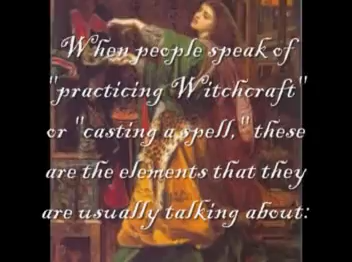 When people speak of
"practicing Witchcraft"
or "casting a spell," these
are the elements that they
are usually talking about: